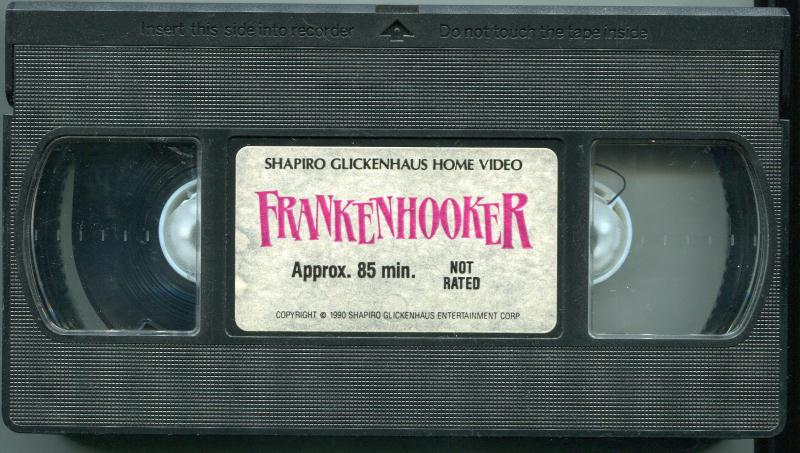 Insert this side into recorder Do not touch the tape inside
SHAPIRO GLICKENHAUS HOME VIDEO
FRANKENHOOKER
Approx. 85 min. NOT RATED
COPYRIGHT © 1990 SHAPIRO GLICKENHAUS ENTERTAINMENT CORP